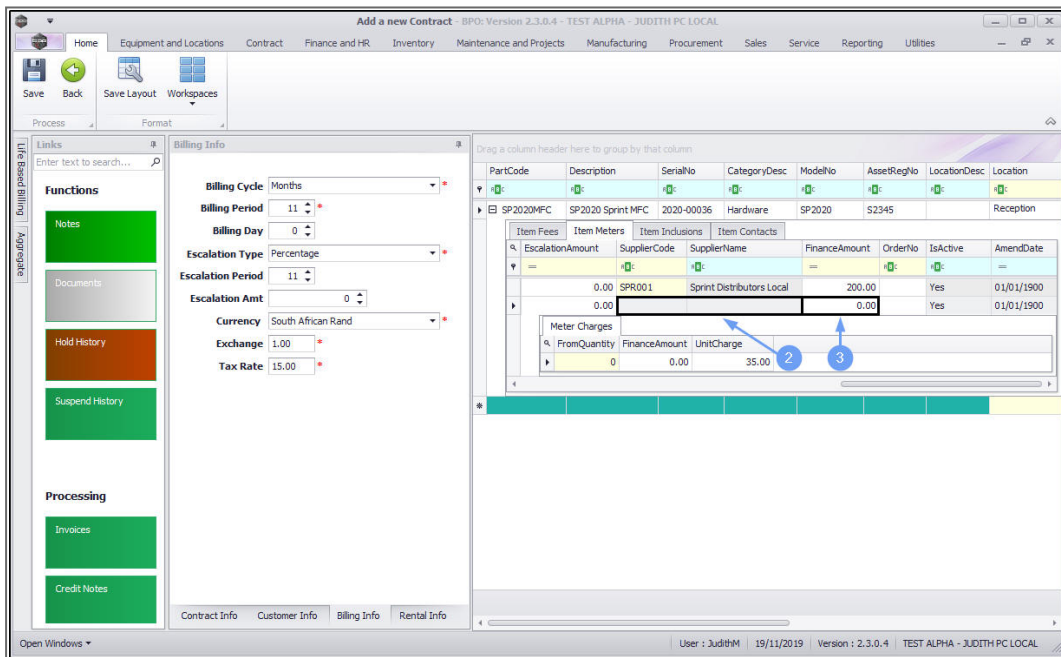 Add a new Contract - BPO: Version 2.3.0.4 - TEST ALPHA - JUDITH PC LOCAL
Home Equipment and Locations Contract Finance and HR Inventory Maintenance and Projects Manufacturing Procurement Sales Service Reporting Utilities
Save Back Save Layout Workspaces
Process Format
Life Based Billing
Aggregate
Links
Enter text to search...
Functions
Notes
Documents
Hold History
Suspend History
Processing
Invoices
Credit Notes
Billing Info
Billing Cycle Months *
Billing Period 11 *
Billing Day 0
Escalation Type Percentage *
Escalation Period 11
Escalation Amt 0
Currency South African Rand *
Exchange 1.00 *
Tax Rate 15.00 *
Contract Info Customer Info Billing Info Rental Info
Drag a column header here to group by that column
PartCode Description SerialNo CategoryDesc ModelNo AssetRegNo LocationDesc Location
SP2020MFC SP2020 Sprint MFC 2020-00036 Hardware SP2020 S2345 Reception
Item Fees Item Meters Item Indusions Item Contacts
EscalationAmount SupplierCode SupplierName FinanceAmount OrderNo IsActive AmendDate
= = =
0.00 SPR001 Sprint Distributors Local 200.00 Yes 01/01/1900
0.00 0.00 Yes 01/01/1900
Meter Charges
FromQuantity FinanceAmount UnitCharge
0 0.00 35.00
2 3
Open Windows User : JudithM 19/11/2019 Version : 2.3.0.4 TEST ALPHA - JUDITH PC LOCAL